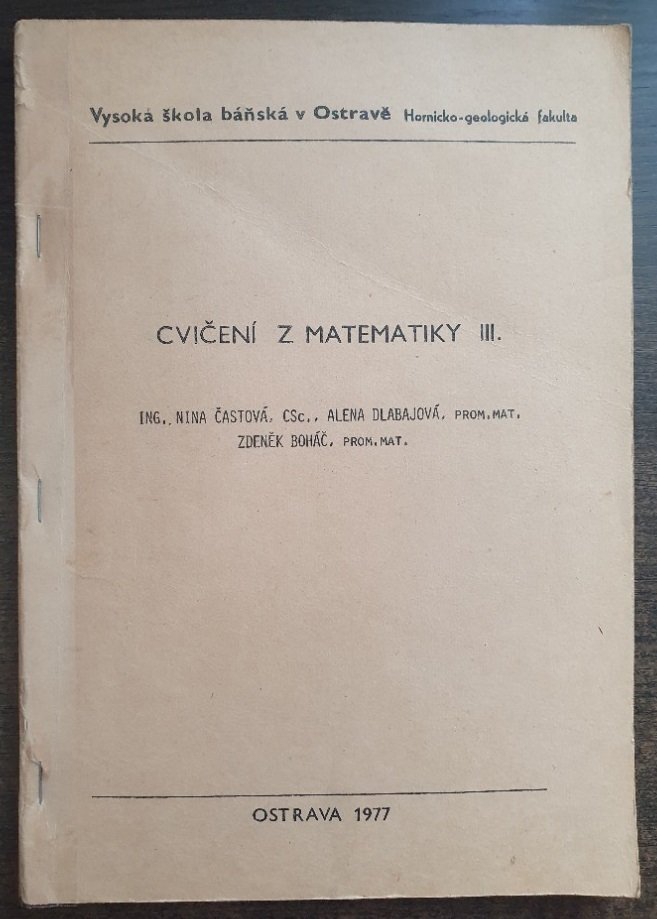 Vysoká škola báňská v Ostravě Hornicko-geologická fakulta
CVIČENÍ Z MATEMATIKY III.
ING. NINA ČASTOVÁ, CSc., ALENA DLABAJOVÁ, PROM.MAT.
ZDENĚK BOHÁČ, PROM.MAT.
OSTRAVA 1977